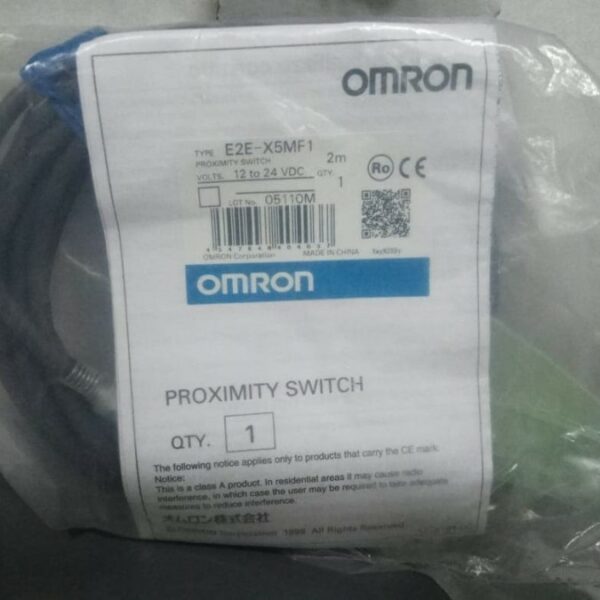 OMRON
TYPE E2E-X5MF1
PROXIMITY SWITCH 2m
VOLTS. 12 to 24 VDC QTY. 1
LOT No. 05110M
OMRON Corporation MADE IN CHINA
Ro CE
OMRON
PROXIMITY SWITCH
QTY. 1
The following notice applies only to products that carry the CE mark.
Notice:
This is a class A product. In residential areas it may cause radio
interference, in which case the user may be required to take adequate
measures to reduce interference.
オムロン株式会社
Corporation 1999 All Rights Reserved